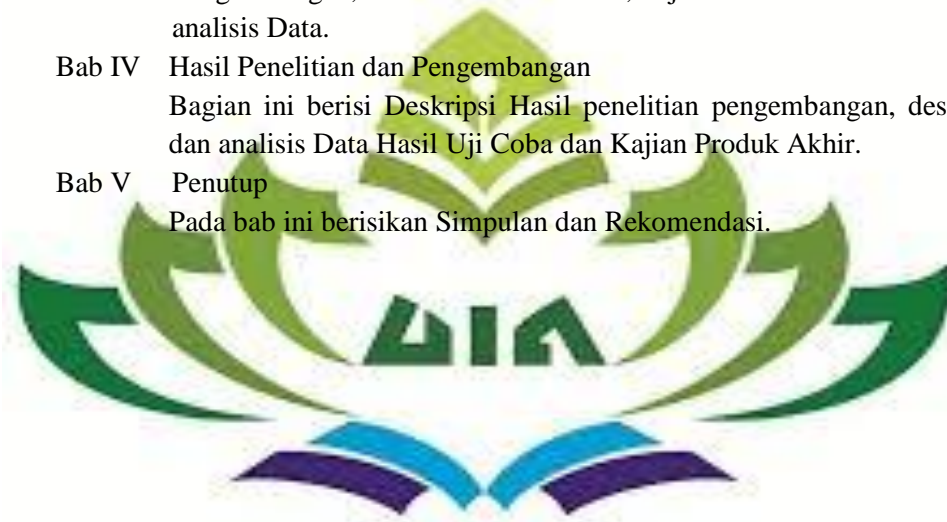 analisis Data.
Bab IV Hasil Penelitian dan Pengembangan
Bagian ini berisi Deskripsi Hasil penelitian pengembangan, des
dan analisis Data Hasil Uji Coba dan Kajian Produk Akhir.
Bab V Penutup
Pada bab ini berisikan Simpulan dan Rekomendasi.
UIN